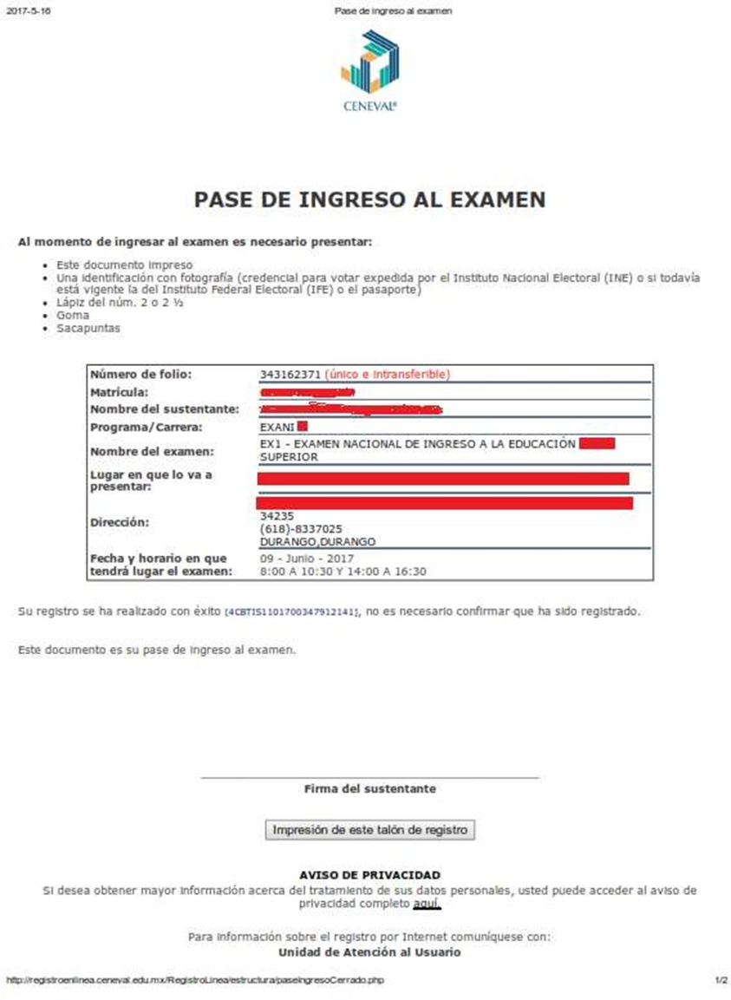 2017-5-16 Pase de ingreso al examen
CENEVAL®
PASE DE INGRESO AL EXAMEN
Al momento de ingresar al examen es necesario presentar:
• Este documento impreso
• Una identificación con fotografía (credencial para votar expedida por el Instituto Nacional Electoral (INE) o si todavía
está vigente la del Instituto Federal Electoral (IFE) o el pasaporte)
• Lápiz del núm. 2 o 2 ½
• Goma
• Sacapuntas
Número de folio: 343162371 (único e intransferible)
Matrícula:
Nombre del sustentante:
Programa/Carrera: EXANI
Nombre del examen: EX1 - EXAMEN NACIONAL DE INGRESO A LA EDUCACIÓN
SUPERIOR
Lugar en que lo va a
presentar:
Dirección:
34235
(618)-8337025
DURANGO,DURANGO
Fecha y horario en que 09 - Junio - 2017
tendrá lugar el examen: 8:00 A 10:30 Y 14:00 A 16:30
Su registro se ha realizado con éxito [4CBTIS1101700347912141], no es necesario confirmar que ha sido registrado.
Este documento es su pase de ingreso al examen.
Firma del sustentante
Impresión de este talón de registro
AVISO DE PRIVACIDAD
Si desea obtener mayor información acerca del tratamiento de sus datos personales, usted puede acceder al aviso de
privacidad completo aquí.
Para información sobre el registro por Internet comuníquese con:
Unidad de Atención al Usuario
http://registroenlinea.ceneval.edu.mx/RegistroLinea/estructura/paseIngresoCerrado.php 1/2